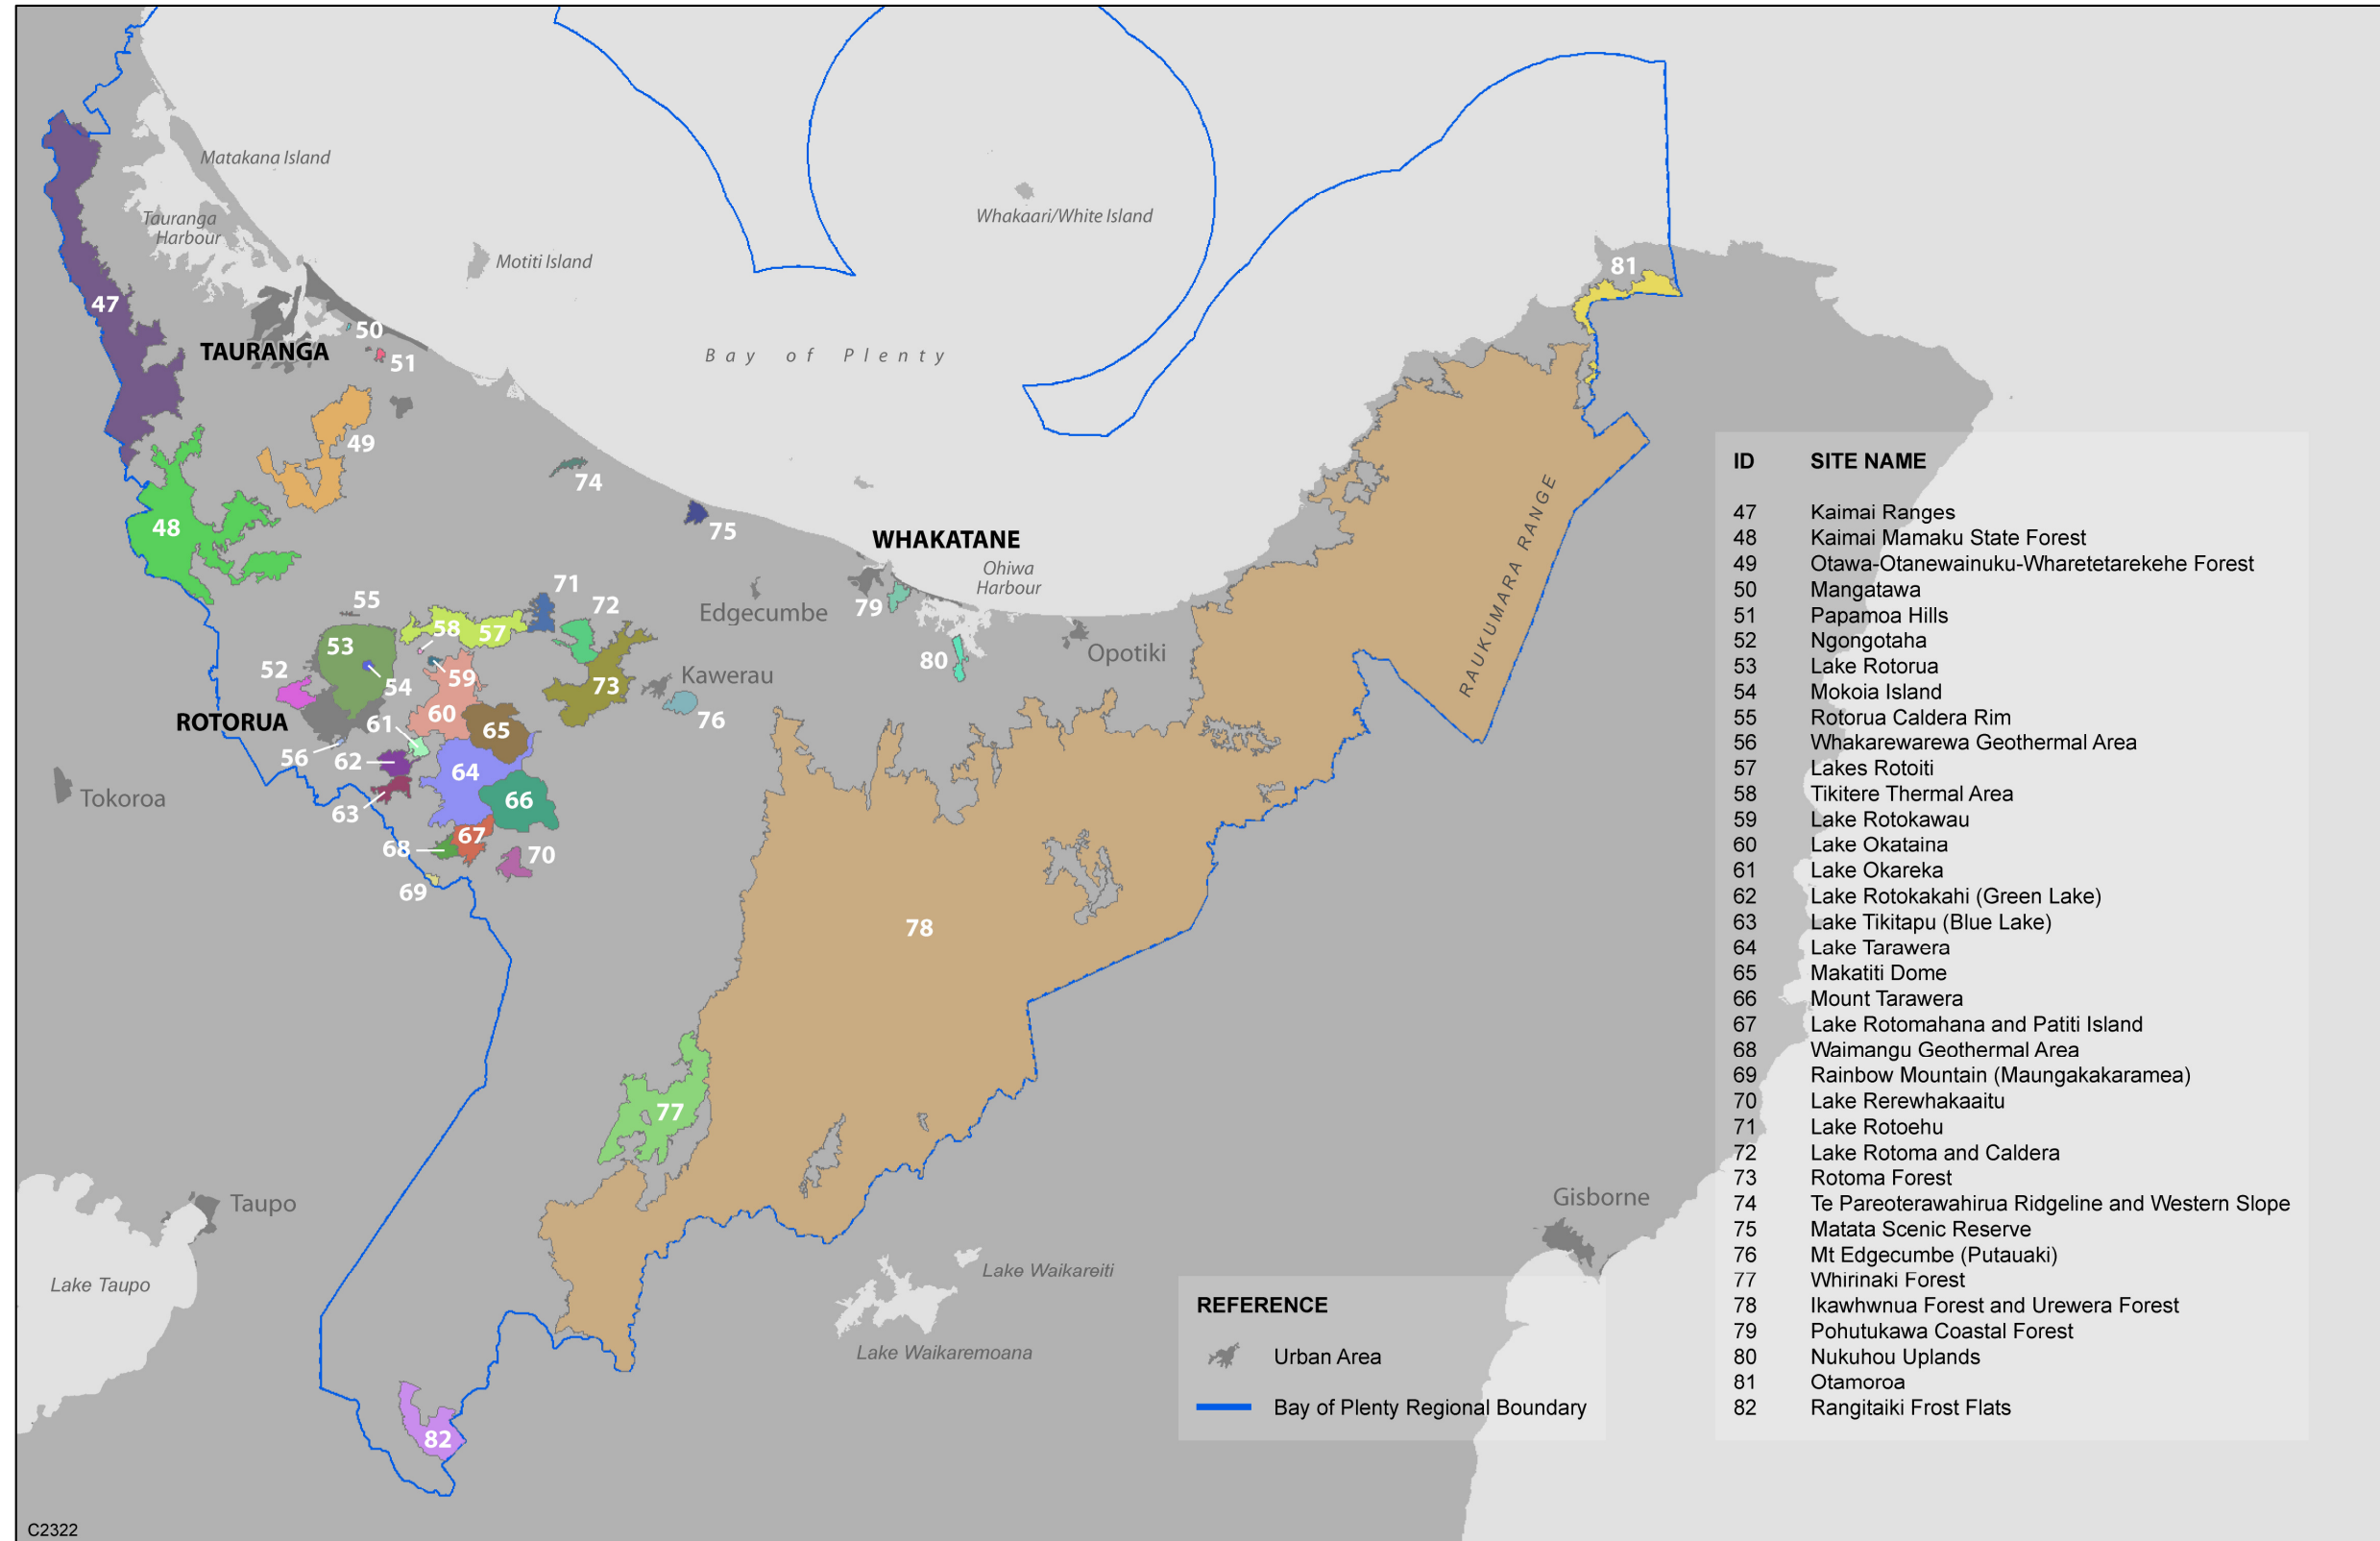 Matakana Island
Tauranga
Harbour
Whakaari/White Island
Motiti Island
81
47
50
TAURANGA
51
Bay of Plenty
49
74
48
75
WHAKATANE
Ohiwa
Harbour
RAUKUMARA RANGE
71
55
72
79
Edgecumbe
58
57
53
Opotiki
80
52
59
Kawerau
54
73
60
76
ROTORUA
61
65
56
62
64
Tokoroa
66
63
67
68
70
69
78
77
Taupo
Gisborne
Lake Taupo
Lake Waikareiti
Lake Waikaremoana
82
C2322
ID SITE NAME
47 Kaimai Ranges
48 Kaimai Mamaku State Forest
49 Otawa-Otanewainuku-Wharetetarekehe Forest
50 Mangatawa
51 Papamoa Hills
52 Ngongotaha
53 Lake Rotorua
54 Mokoia Island
55 Rotorua Caldera Rim
56 Whakarewarewa Geothermal Area
57 Lakes Rotoiti
58 Tikitere Thermal Area
59 Lake Rotokawau
60 Lake Okataina
61 Lake Okareka
62 Lake Rotokakahi (Green Lake)
63 Lake Tikitapu (Blue Lake)
64 Lake Tarawera
65 Makatiti Dome
66 Mount Tarawera
67 Lake Rotomahana and Patiti Island
68 Waimangu Geothermal Area
69 Rainbow Mountain (Maungakakaramea)
70 Lake Rerewhakaaitu
71 Lake Rotoehu
72 Lake Rotoma and Caldera
73 Rotoma Forest
74 Te Pareoterawahirua Ridgeline and Western Slope
75 Matata Scenic Reserve
76 Mt Edgecumbe (Putauaki)
77 Whirinaki Forest
78 Ikawhwnua Forest and Urewera Forest
79 Pohutukawa Coastal Forest
80 Nukuhou Uplands
81 Otamoroa
82 Rangitaiki Frost Flats
REFERENCE
Urban Area
Bay of Plenty Regional Boundary